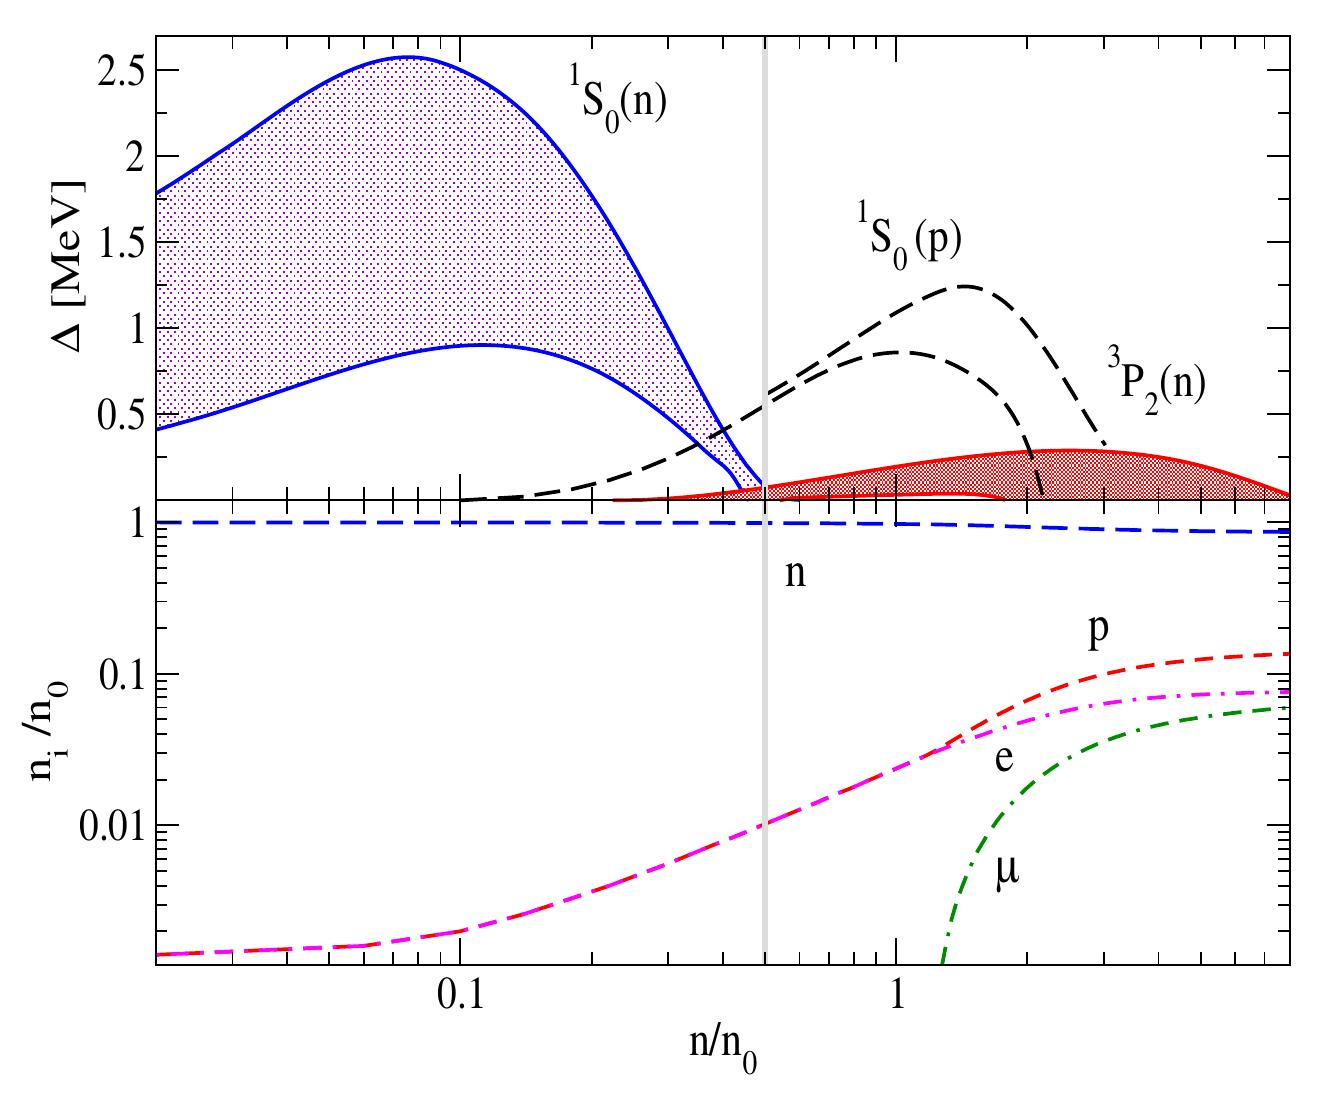 2.5
2
1.5
1
0.5
Δ [MeV]
¹S₀(n)
¹S₀(p)
³P₂(n)
1
0.1
0.01
nᵢ/n₀
n
p
e
μ
0.1 1
n/n₀